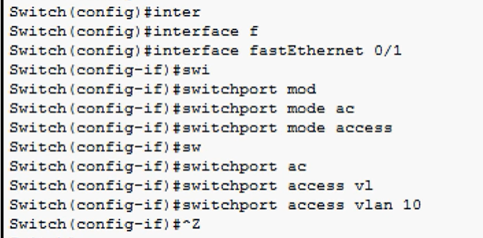 Switch(config)#inter
Switch(config)#interface f
Switch(config)#interface fastEthernet 0/1
Switch(config-if)#swi
Switch(config-if)#switchport mod
Switch(config-if)#switchport mode ac
Switch(config-if)#switchport mode access
Switch(config-if)#sw
Switch(config-if)#switchport ac
Switch(config-if)#switchport access vl
Switch(config-if)#switchport access vlan 10
Switch(config-if)#^Z